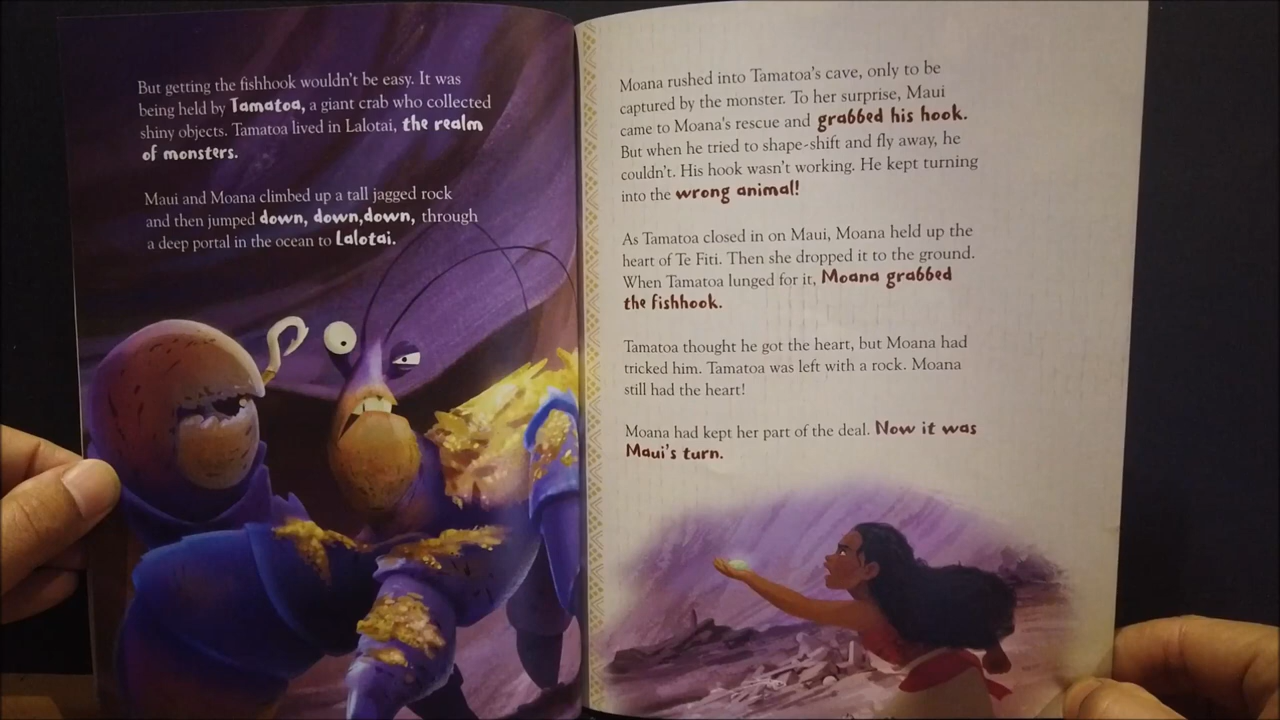 But getting the fishhook wouldn't be easy. It was
being held by Tamatoa, a giant crab who collected
shiny objects. Tamatoa lived in Lalotai, the realm
of monsters.
Maui and Moana climbed up a tall jagged rock
and then jumped down, down,down, through
a deep portal in the ocean to Lalotai.
Moana rushed into Tamatoa's cave, only to be
captured by the monster. To her surprise, Maui
came to Moana's rescue and grabbed his hook.
But when he tried to shape-shift and fly away, he
couldn't. His hook wasn't working. He kept turning
into the wrong animal!
As Tamatoa closed in on Maui, Moana held up the
heart of Te Fiti. Then she dropped it to the ground.
When Tamatoa lunged for it, Moana grabbed
the fishhook.
Tamatoa thought he got the heart, but Moana had
tricked him. Tamatoa was left with a rock. Moana
still had the heart!
Moana had kept her part of the deal. Now it was
Maui's turn.